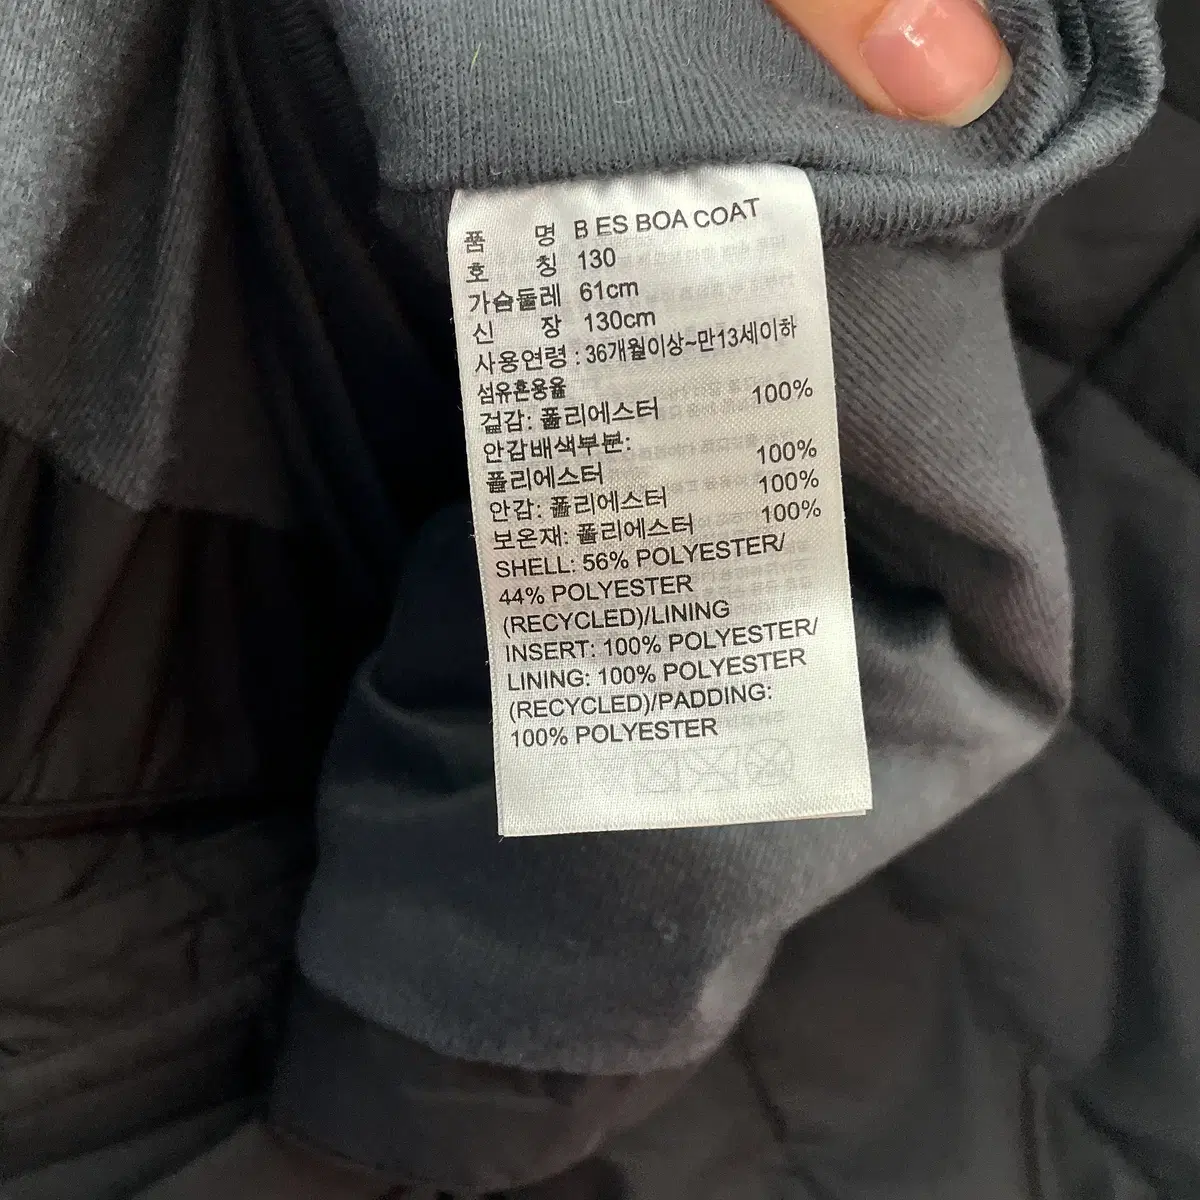 품 명 B ES BOA COAT
호 칭 130
가슴둘레 61cm
신 장 130cm
사용연령 : 36개월이상~만13세이하
섬유혼용율
겉감: 폴리에스터 100%
안감배색부분:
폴리에스터 100%
안감: 폴리에스터 100%
보온재: 폴리에스터 100%
SHELL: 56% POLYESTER/
44% POLYESTER
(RECYCLED)/LINING
INSERT: 100% POLYESTER/
LINING: 100% POLYESTER
(RECYCLED)/PADDING:
100% POLYESTER